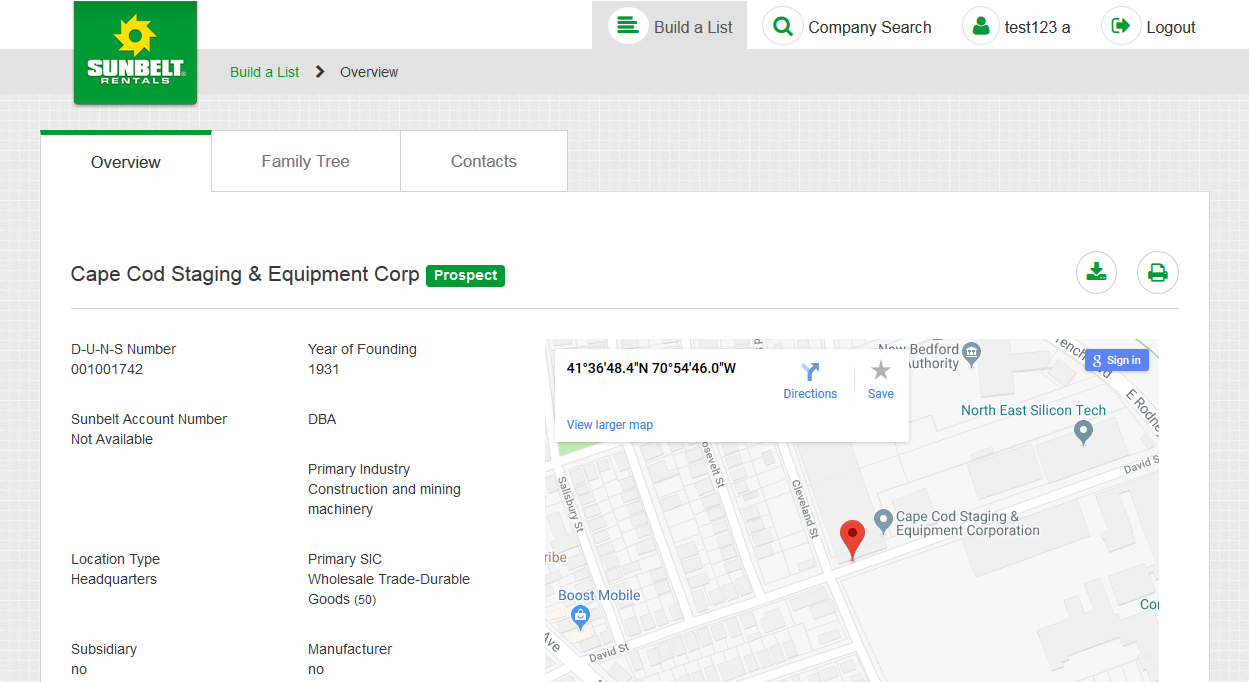 Build a List
Company Search
test123 a
Logout
SUNBELT®
RENTALS
Build a List
Overview
Overview
Family Tree
Contacts
Cape Cod Staging & Equipment Corp Prospect
D-U-N-S Number
001001742
Year of Founding
1931
Sunbelt Account Number
Not Available
DBA
Primary Industry
Construction and mining
machinery
Location Type
Headquarters
Primary SIC
Wholesale Trade-Durable
Goods (50)
Subsidiary
no
Manufacturer
no
41°36'48.4"N 70°54'46.0"W
Directions
Save
View larger map
New Bedford
Authority
Sign in
North East Silicon Tech
E Rodney
David S
Salisbury St
osevelt St
Cleveland St
Cape Cod Staging &
Equipment Corporation
ribe
Boost Mobile
Ave
David St